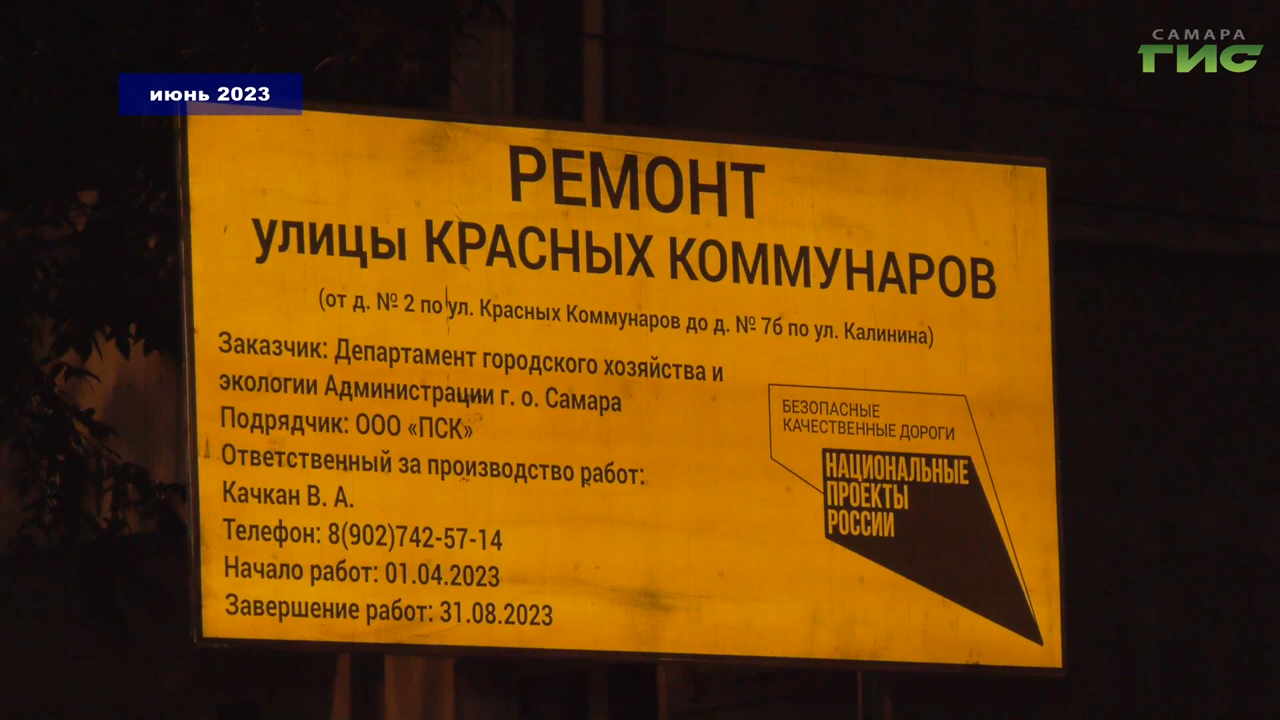 САМАРА
ГИС
июнь 2023
РЕМОНТ
улицы КРАСНЫХ КОММУНАРОВ
(от д. № 2 по ул. Красных Коммунаров до д. № 7б по ул. Калинина)
Заказчик: Департамент городского хозяйства и
экологии Администрации г. о. Самара
Подрядчик: ООО «ПСК»
Ответственный за производство работ:
Качкан В. А.
Телефон: 8(902)742-57-14
Начало работ: 01.04.2023
Завершение работ: 31.08.2023
БЕЗОПАСНЫЕ
КАЧЕСТВЕННЫЕ ДОРОГИ
НАЦИОНАЛЬНЫЕ
ПРОЕКТЫ
РОССИИ